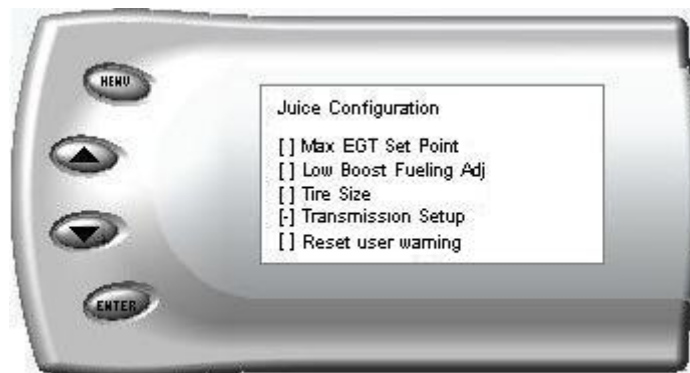 MENU
Juice Configuration
[ ] Max EGT Set Point
[ ] Low Boost Fueling Adj
[ ] Tire Size
[-] Transmission Setup
[ ] Reset user warning
ENTER